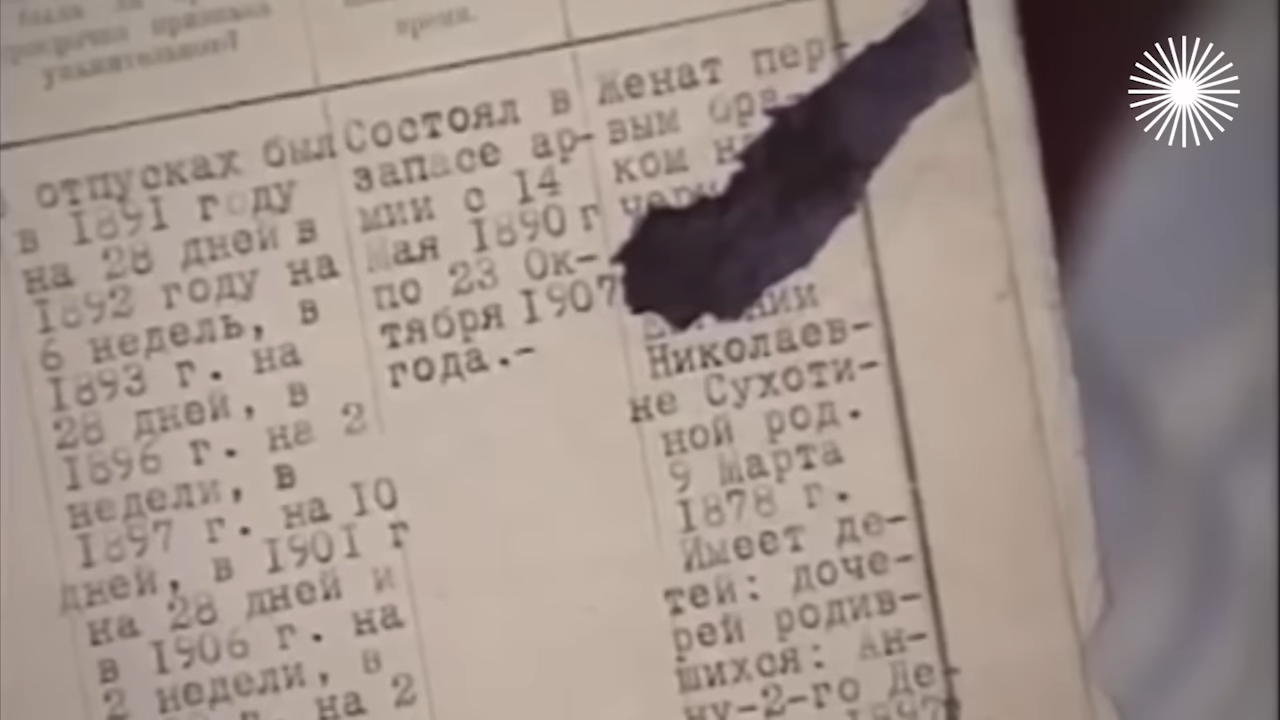 уважительною?
время.
отпусках был
в 1891 году
на 28 дней в
1892 году на
6 недель, в
1893 г. на
28 дней, в
1896 г. на 2
недели, в
1897 г. на 10
дней, в 1901 г
на 28 дней и
в 1906 г. на
2 недели, в
на 2
Состоял в
запасе ар-
мии с 14
Мая 1890 г
по 23 Ок-
тября 1907
года.-
Женат пер-
вым
ком
Николаев-
не Сухоти-
ной род.
9 Марта
1878 г.
Имеет де-
тей: доче-
рей родив-
шихся: Ан-
ну-2-го Де-
1897